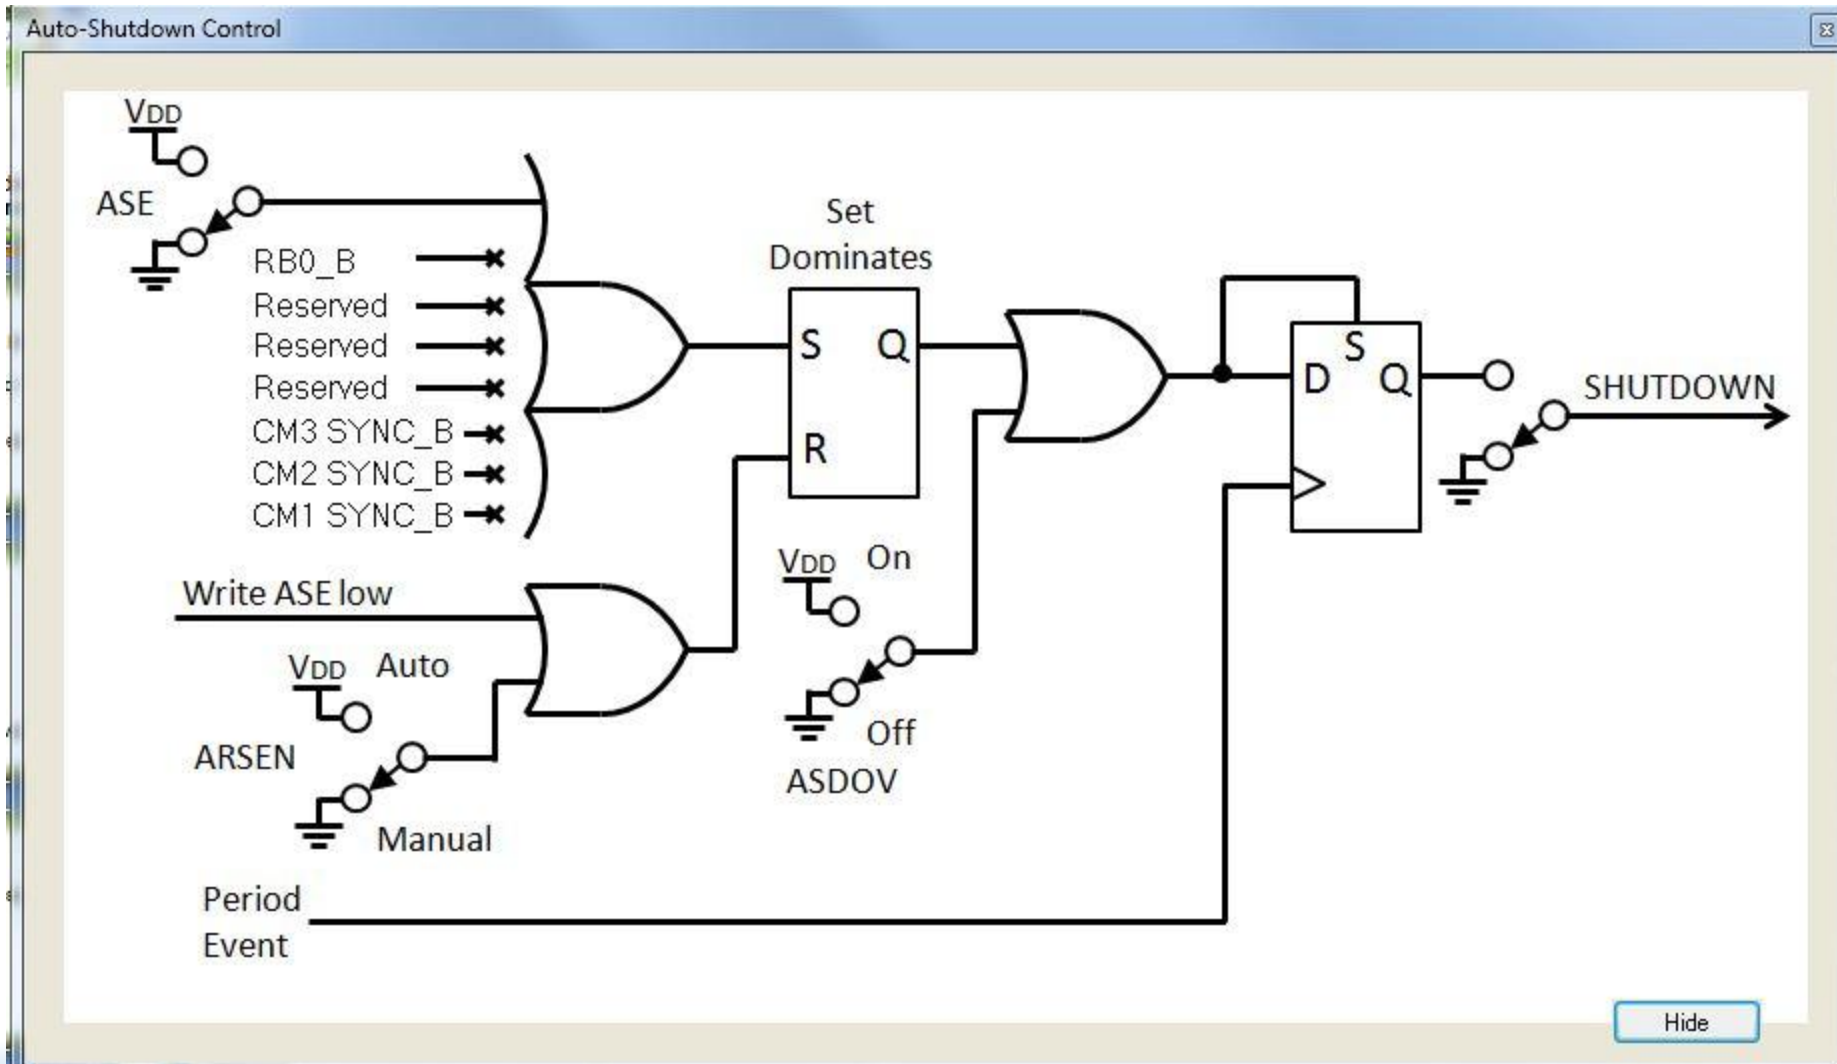 Auto-Shutdown Control
VDD
ASE
RB0_B
Reserved
Reserved
Reserved
CM3 SYNC_B
CM2 SYNC_B
CM1 SYNC_B
Set
Dominates
S
Q
R
S
D
Q
SHUTDOWN
Write ASE low
VDD
Auto
ARSEN
Manual
VDD
On
Off
ASDOV
Period
Event
Hide